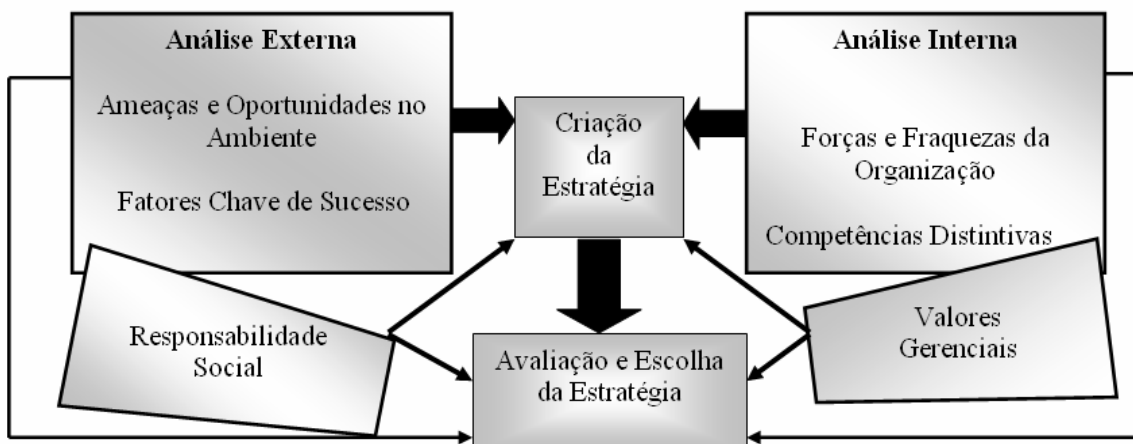 Análise Externa
Ameaças e Oportunidades no
Ambiente
Fatores Chave de Sucesso
Responsabilidade
Social
Criação
da
Estratégia
Avaliação e Escolha
da Estratégia
Análise Interna
Forças e Fraquezas da
Organização
Competências Distintivas
Valores
Gerenciais